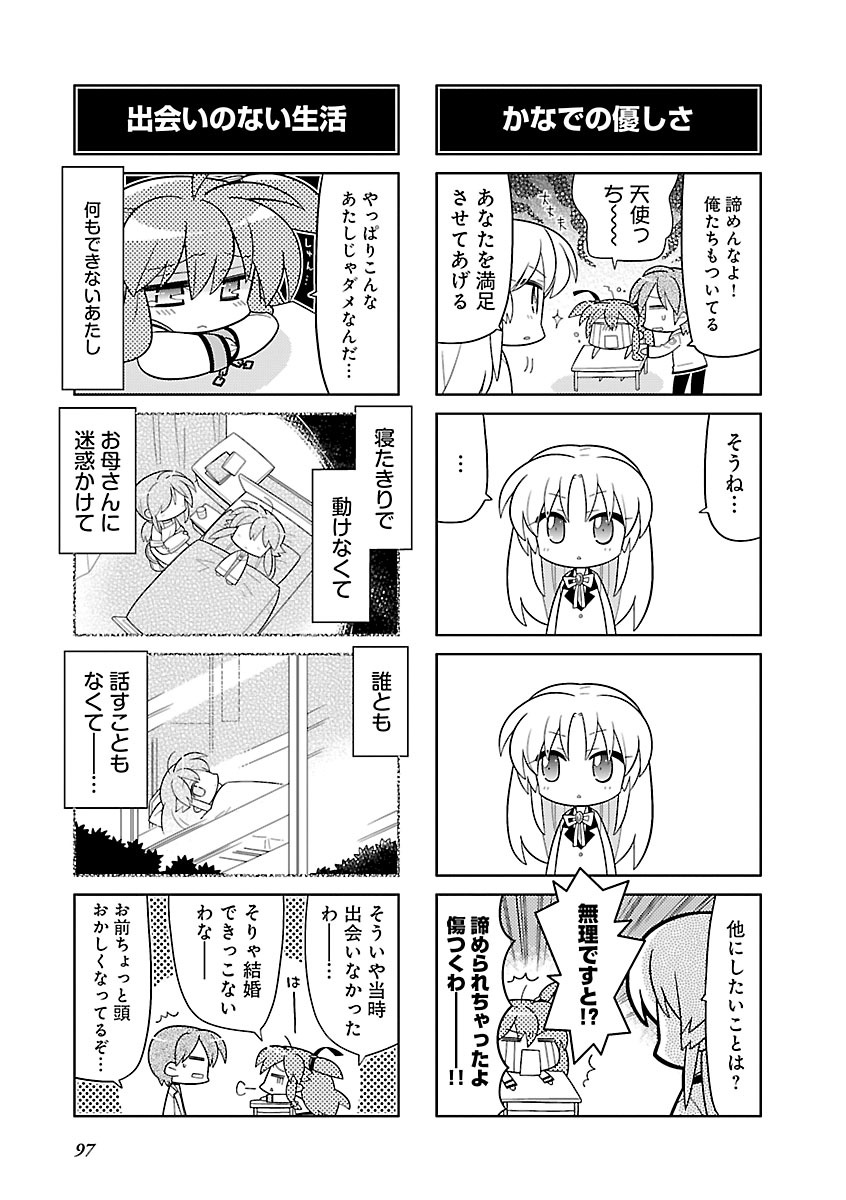 かなでの優しさ
諦めんなよ！
俺たちもついてる
天使っ
ち〜〜
大丈夫
あなたを満足
させてあげる
そうね…
…
他にしたいことは？
無理ですと!?
諦められちゃったよ
傷つくわ――!!
出会いのない生活
やっぱりこんな
あたしじゃダメなんだ…
何もできないあたし
寝たきりで
動けなくて
お母さんに
迷惑かけて
誰とも
話すことも
なくて――…
そういや当時
出会いなかった
わ――…
は――
そりゃ結婚
できっこない
わな――
お前ちょっと頭
おかしくなってるぞ…
97